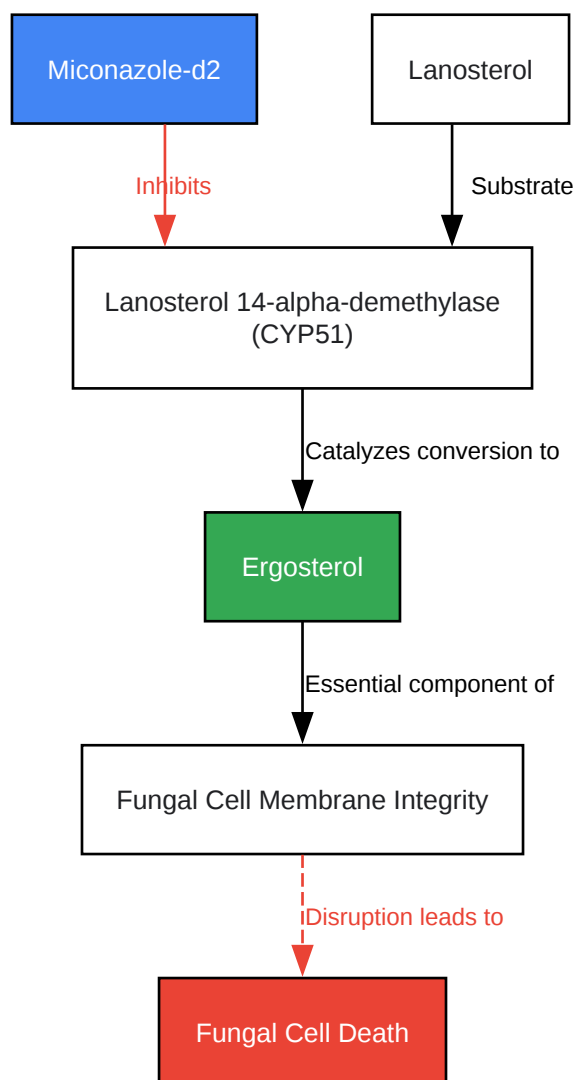 Miconazole-d2
Lanosterol
Inhibits
Substrate
Lanosterol 14-alpha-demethylase
(CYP51)
Catalyzes conversion to
Ergosterol
Essential component of
Fungal Cell Membrane Integrity
Disruption leads to
Fungal Cell Death